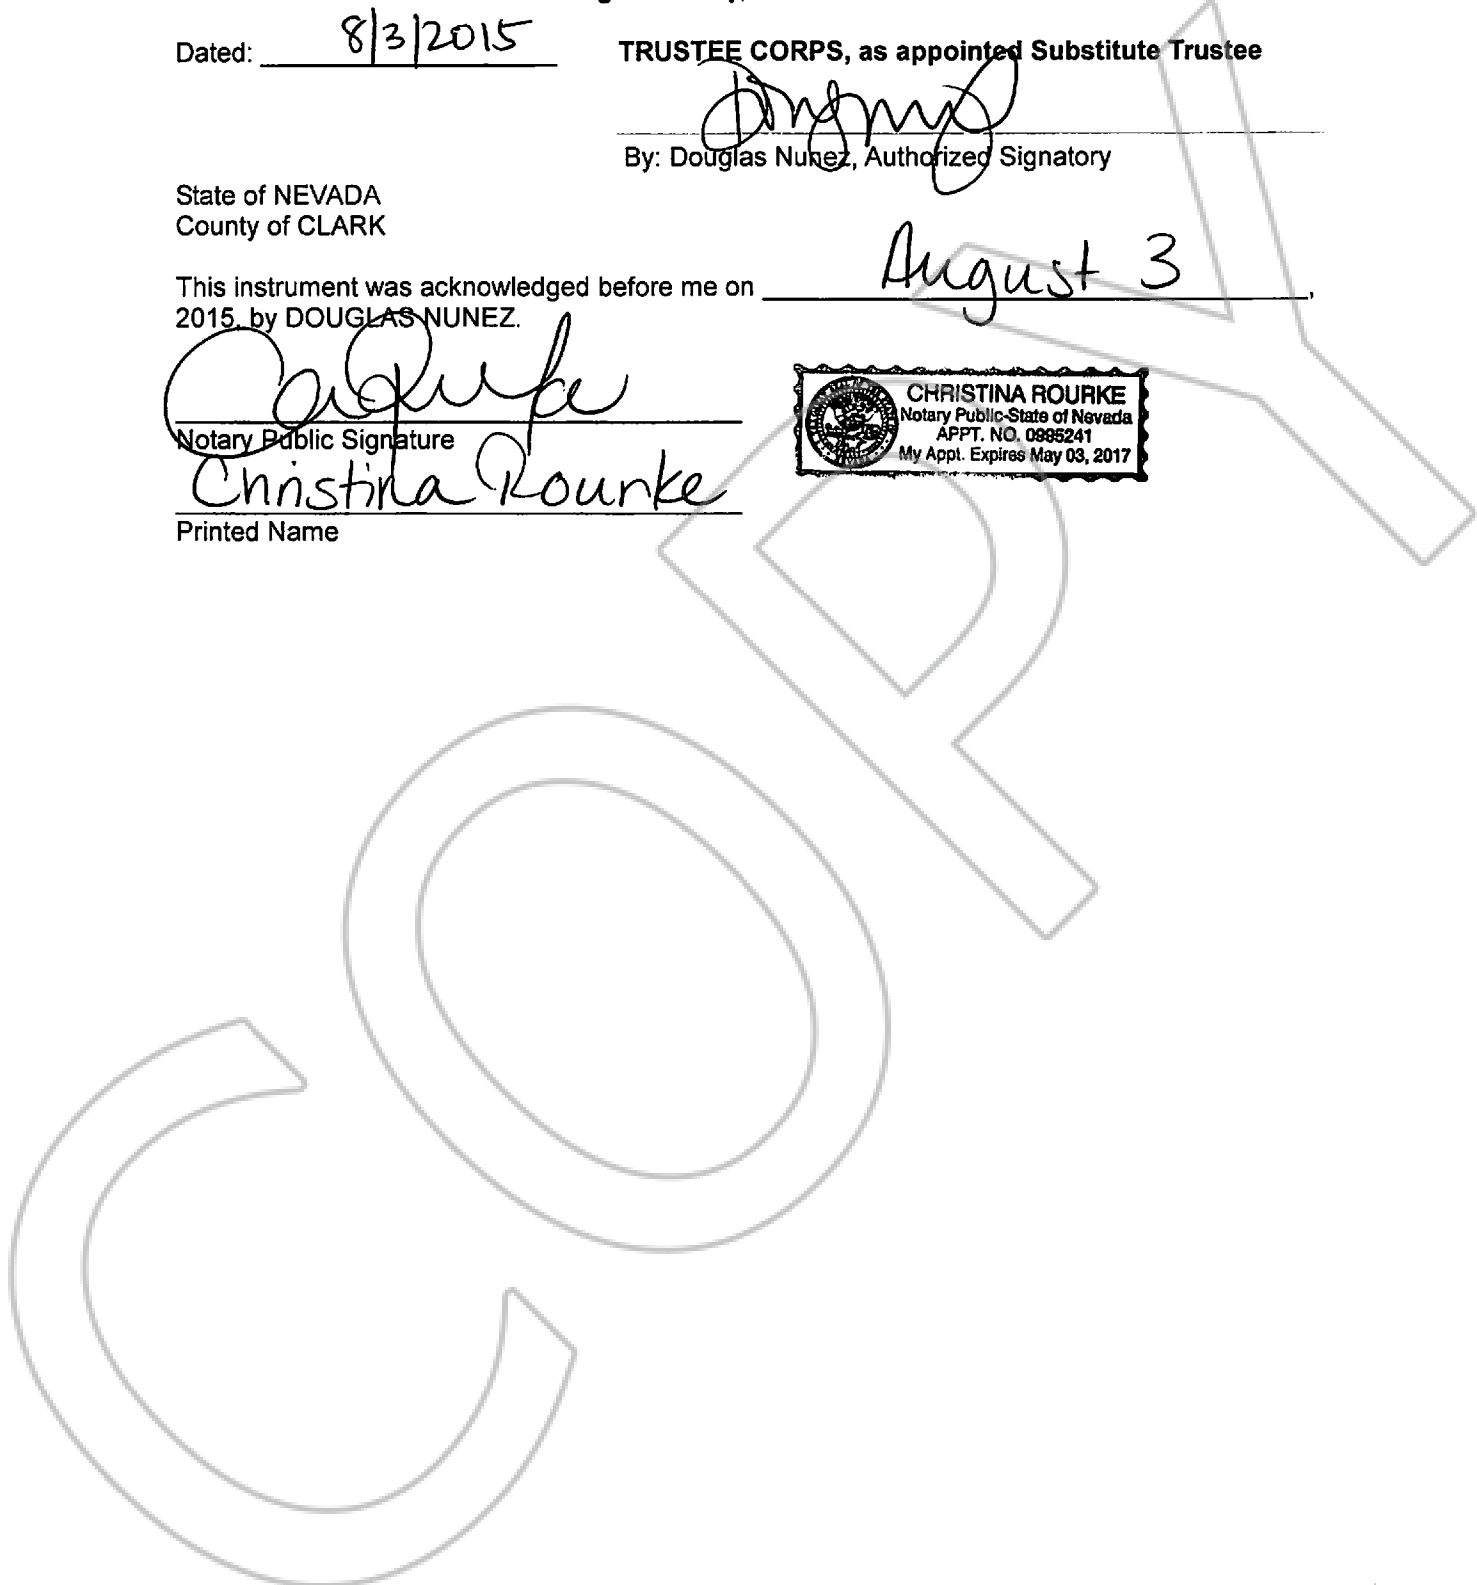 Dated: 8/3/2015
TRUSTEE CORPS, as appointed Substitute Trustee
By: Douglas Nunez, Authorized Signatory
State of NEVADA
County of CLARK
This instrument was acknowledged before me on August 3,
2015, by DOUGLAS NUNEZ.
Notary Public Signature
Christina Rourke
Printed Name
CHRISTINA ROURKE
Notary Public-State of Nevada
APPT. NO. 0995241
My Appt. Expires May 03, 2017
COPY